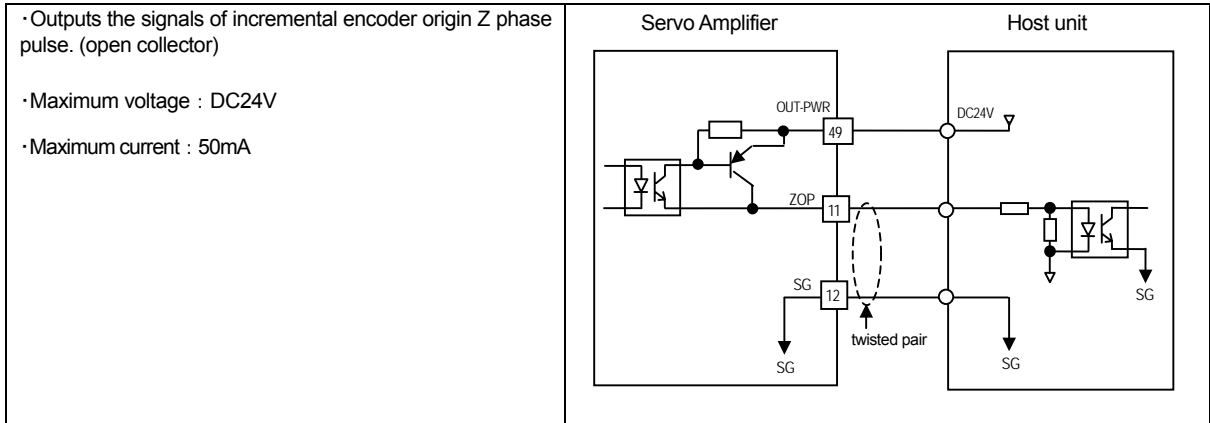 ·Outputs the signals of incremental encoder origin Z phase
pulse. (open collector)
·Maximum voltage : DC24V
·Maximum current : 50mA
Servo Amplifier
Host unit
OUT-PWR
49
DC24V
ZOP
11
SG
12
SG
twisted pair
SG
SG